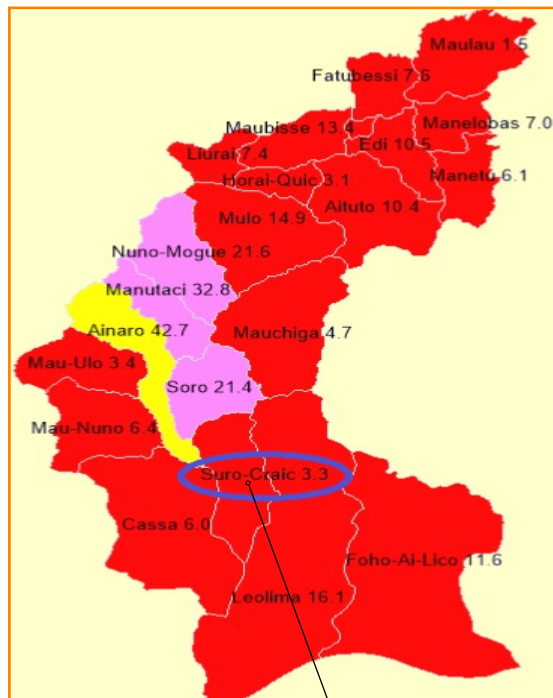 Maulau 1.5
Fatubessi 7.6
Manelobas 7.0
Maubisse 13.4
Edi 10.5
Liurai 7.4
Manetú 6.1
Horai-Quic 3.1
Aituto 10.4
Mulo 14.9
Nuno-Mogue 21.6
Manutaci 32.8
Ainaro 42.7
Mauchiga 4.7
Mau-Ulo 3.4
Soro 21.4
Mau-Nuno 6.4
Suro-Craic 3.3
Cassa 6.0
Foho-Ai-Lico 11.6
Leolima 16.1